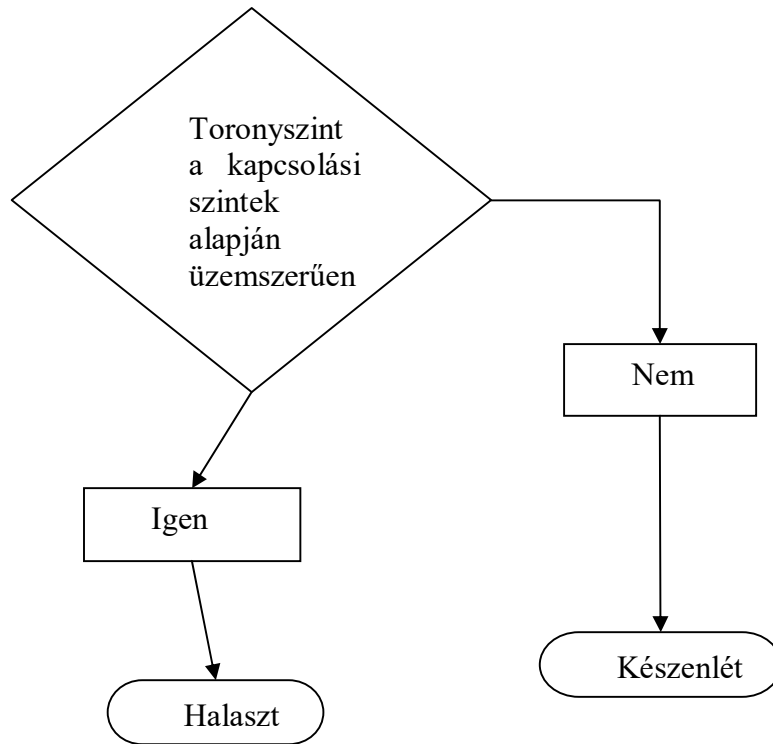 Toronyszint
a kapcsolási
szintek
alapján
üzemszerűen
Nem
Igen
Készenlét
Halaszt